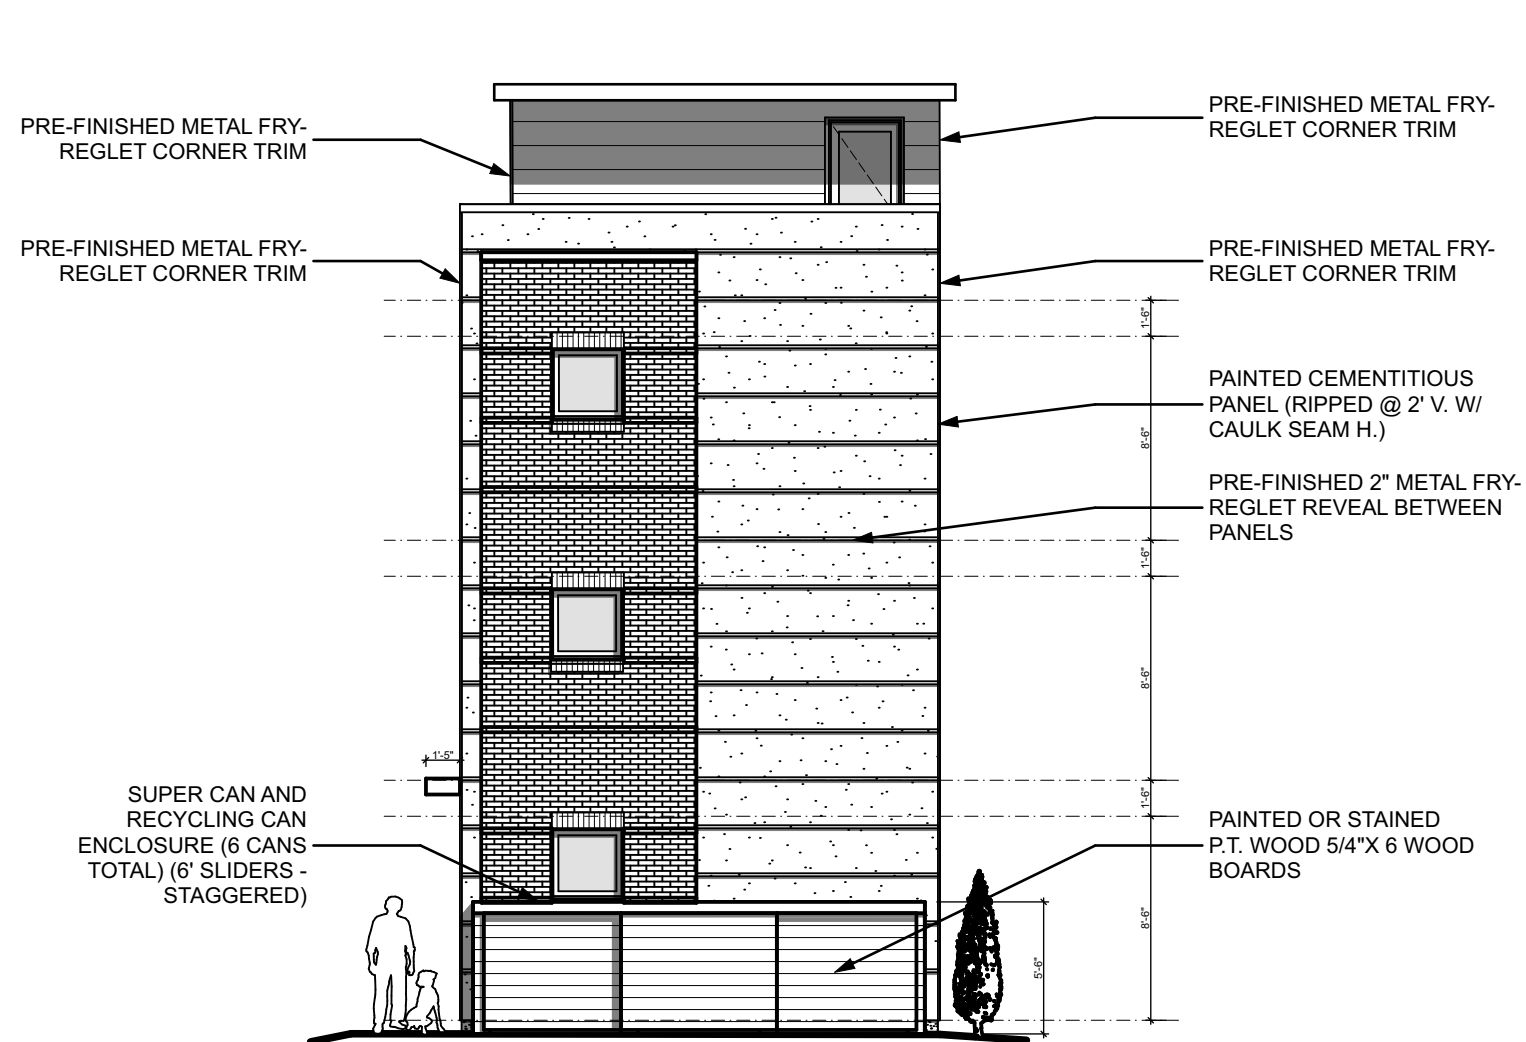 PRE-FINISHED METAL FRY-
REGLET CORNER TRIM
PRE-FINISHED METAL FRY-
REGLET CORNER TRIM
PRE-FINISHED METAL FRY-
REGLET CORNER TRIM
PRE-FINISHED METAL FRY-
REGLET CORNER TRIM
1'-6"
PAINTED CEMENTITIOUS
PANEL (RIPPED @ 2' V. W/
CAULK SEAM H.)
8'-6"
PRE-FINISHED 2" METAL FRY-
REGLET REVEAL BETWEEN
PANELS
1'-6"
8'-6"
1'-5"
1'-6"
SUPER CAN AND
RECYCLING CAN
ENCLOSURE (6 CANS
TOTAL) (6' SLIDERS -
STAGGERED)
PAINTED OR STAINED
P.T. WOOD 5/4"X 6 WOOD
BOARDS
8'-6"
5'-6"